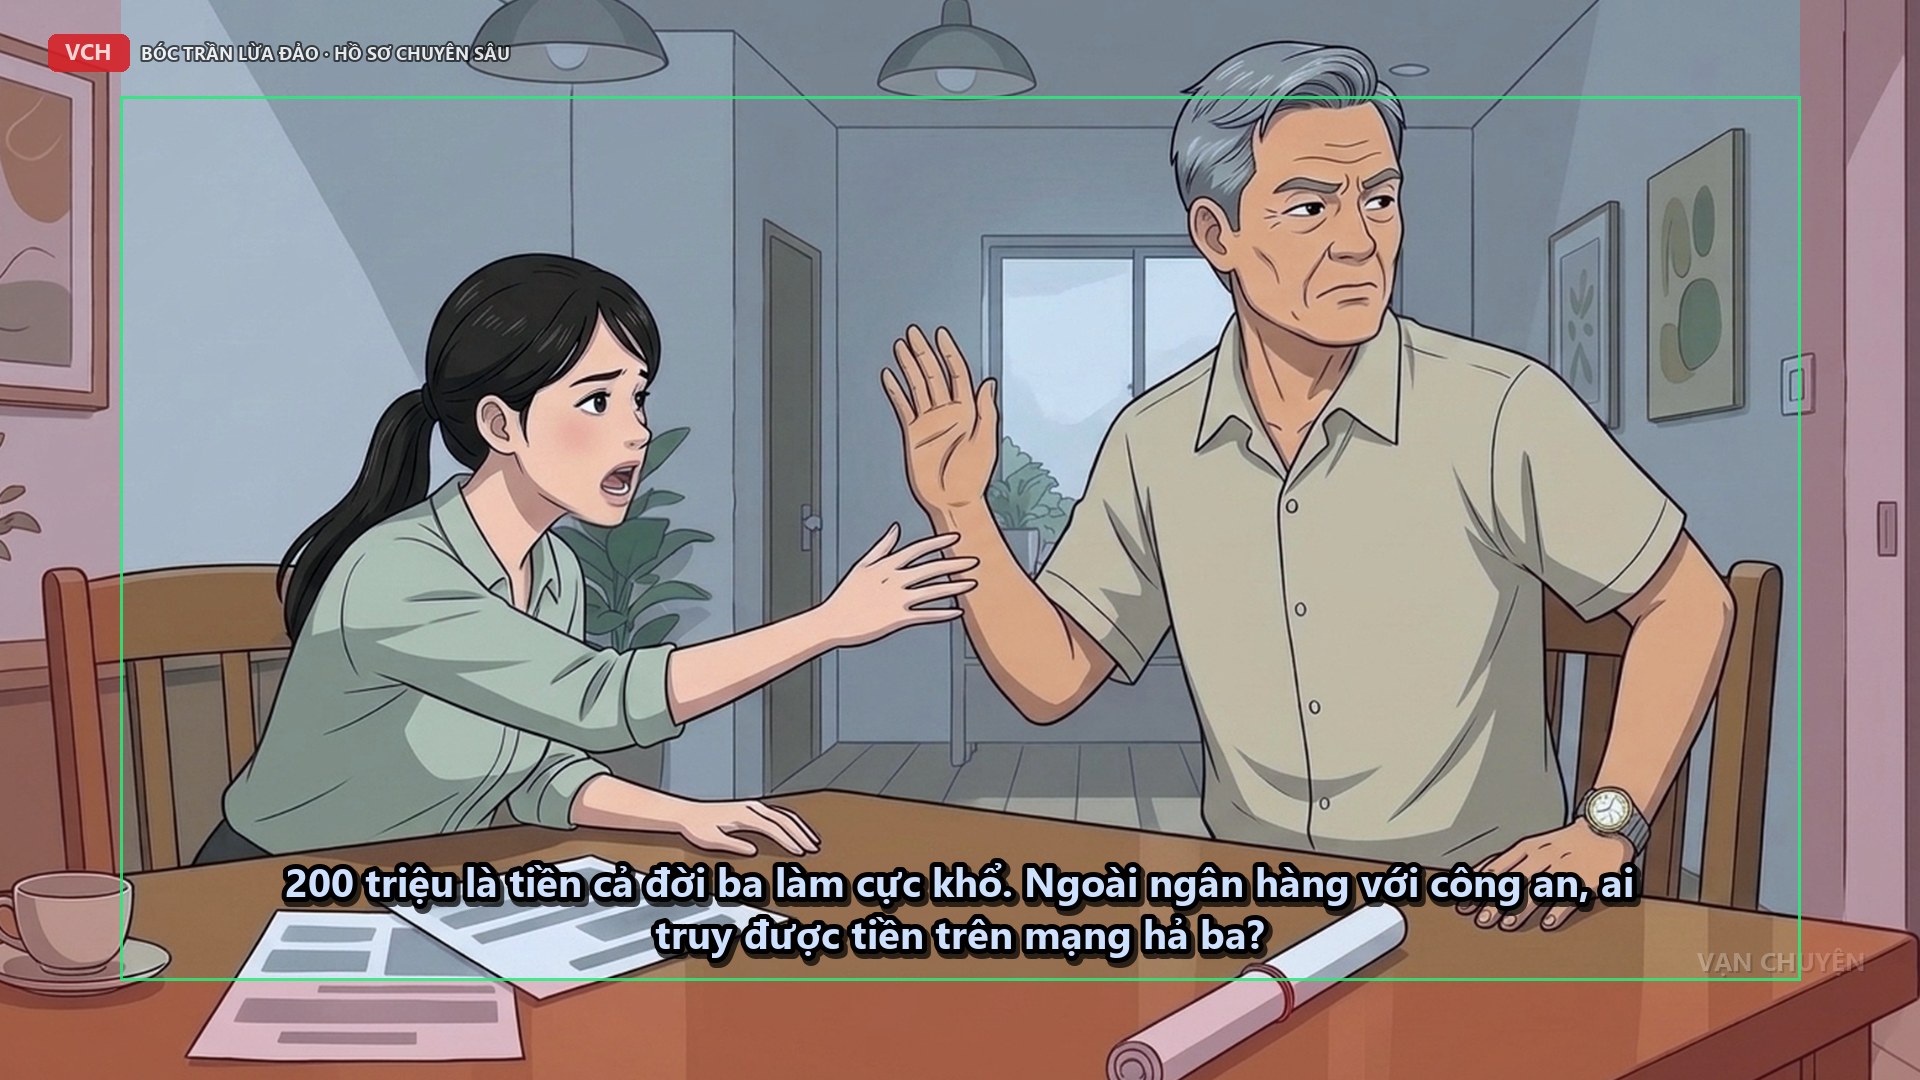 VCH BÓC TRẦN LỪA ĐẢO · HỒ SƠ CHUYÊN SÂU
200 triệu là tiền cả đời ba làm cực khổ. Ngoài ngân hàng với công an, ai
truy được tiền trên mạng hả ba?
VẠN CHUYỆN